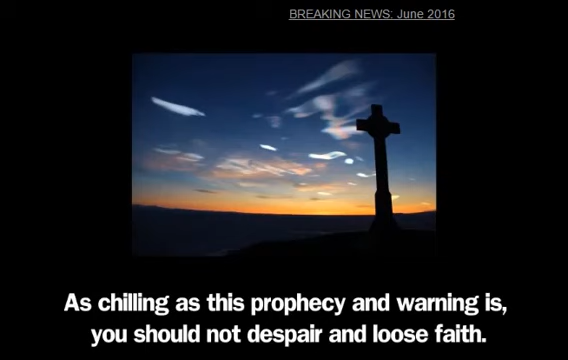 BREAKING NEWS: June 2016
As chilling as this prophecy and warning is,
you should not despair and loose faith.